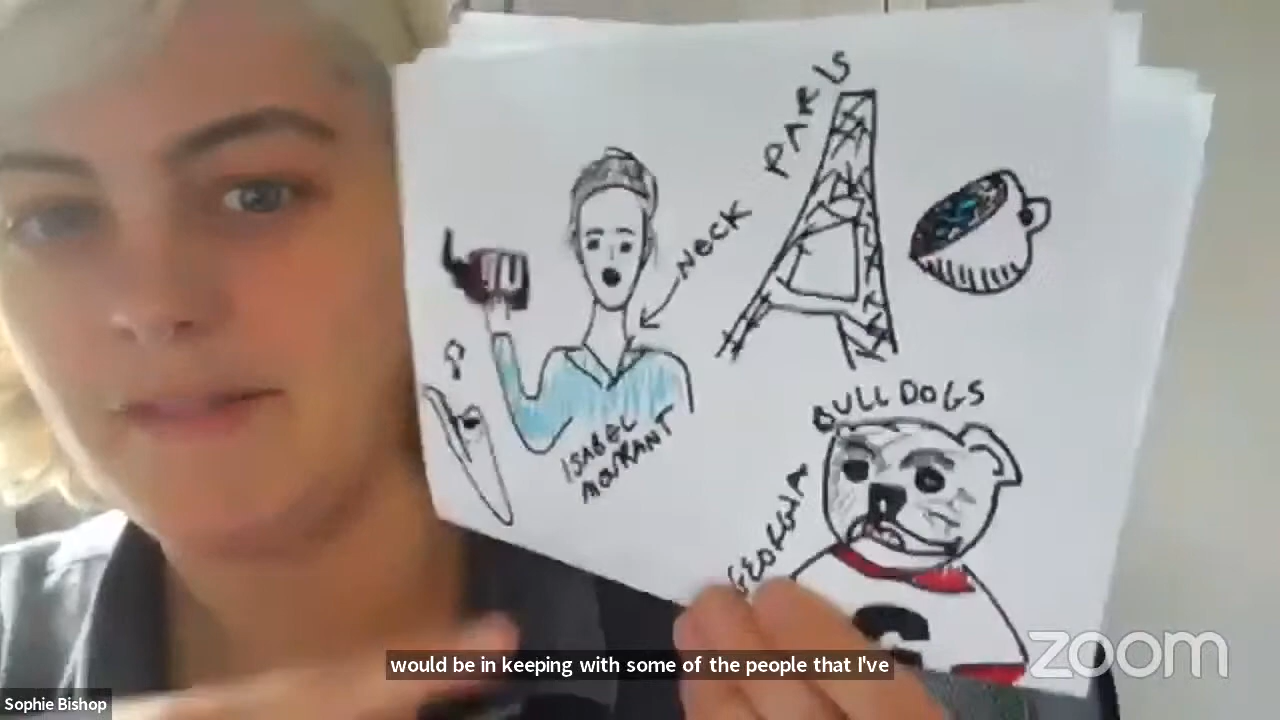 PARIS
NECK
ISABEL
MARANT
BULLDOGS
GEORGIA
G
would be in keeping with some of the people that I've
Sophie Bishop
zoom